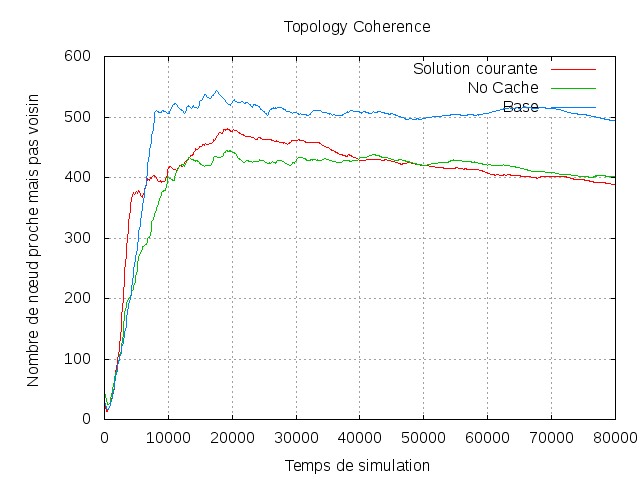 Topology Coherence
Solution courante
No Cache
Base
Nombre de nœud proche mais pas voisin
600
500
400
300
200
100
0
0 10000 20000 30000 40000 50000 60000 70000 80000
Temps de simulation